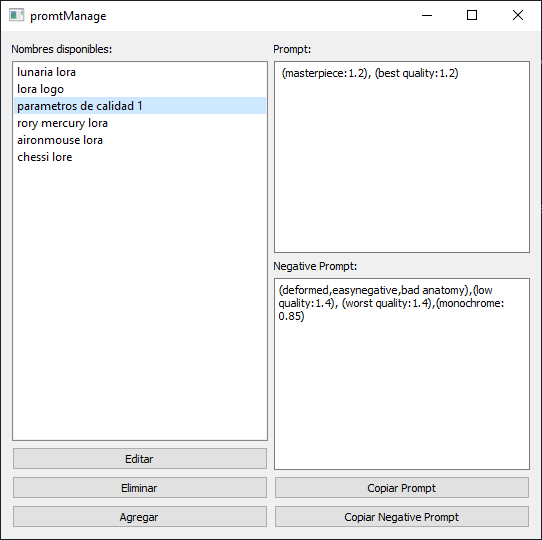 promtManage
Nombres disponibles:
lunaria lora
lora logo
parametros de calidad 1
rory mercury lora
aironmouse lora
chessi lore
Editar
Eliminar
Agregar
Prompt:
(masterpiece:1.2), (best quality:1.2)
Negative Prompt:
(deformed,easynegative,bad anatomy),(low
quality:1.4), (worst quality:1.4),(monochrome:
0.85)
Copiar Prompt
Copiar Negative Prompt